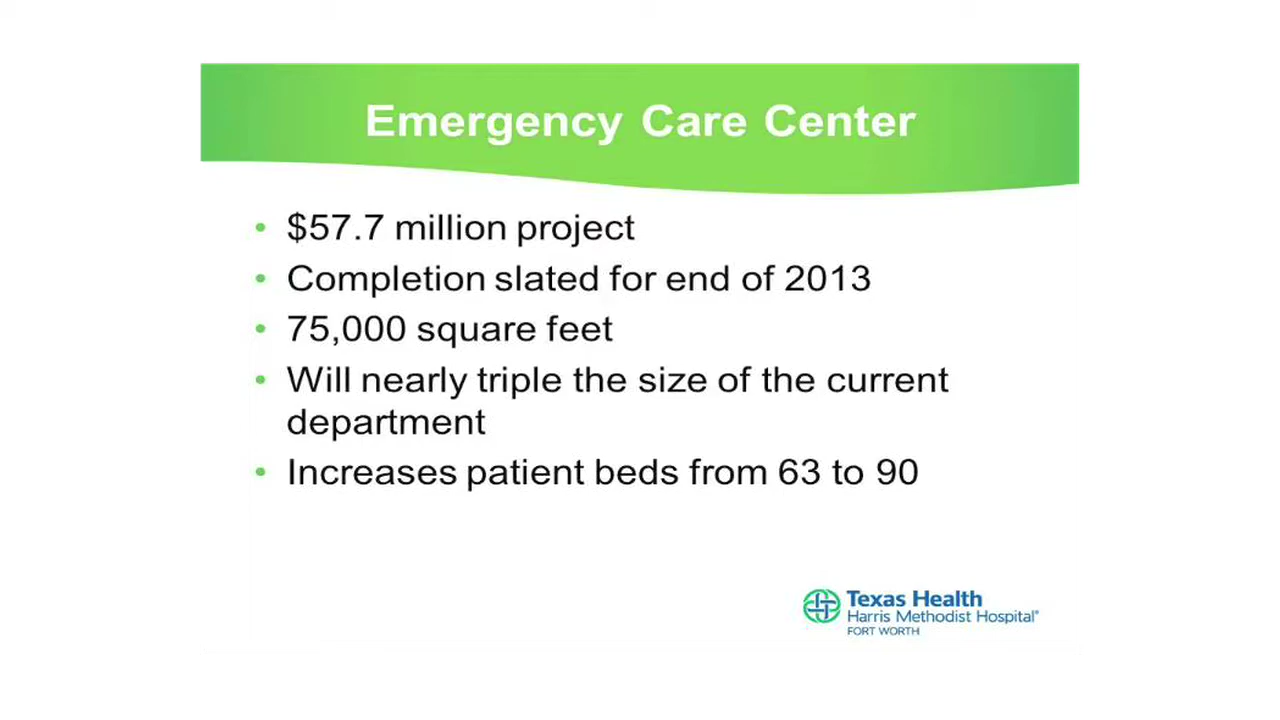 Emergency Care Center
• $57.7 million project
• Completion slated for end of 2013
• 75,000 square feet
• Will nearly triple the size of the current
department
• Increases patient beds from 63 to 90
Texas Health
Harris Methodist Hospital®
FORT WORTH